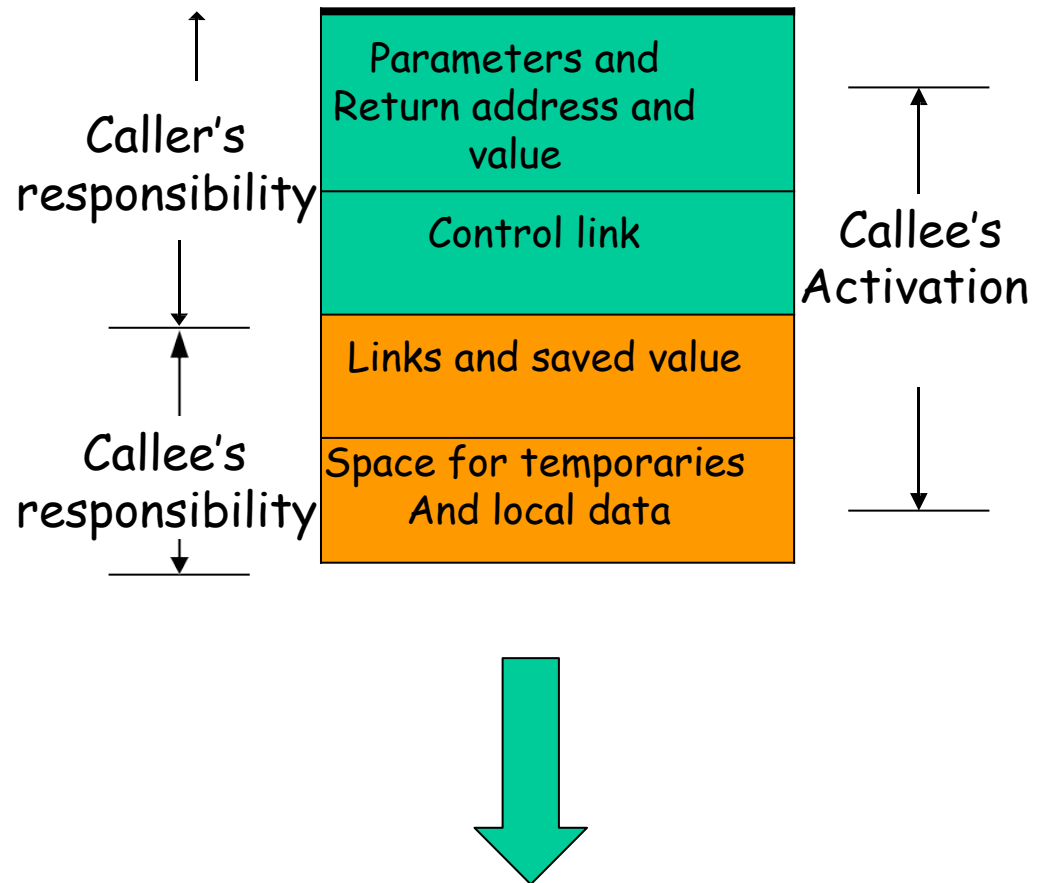 Parameters and
Return address and
value
Caller's
responsibility
Control link
Callee's
Activation
Links and saved value
Callee's
responsibility
Space for temporaries
And local data